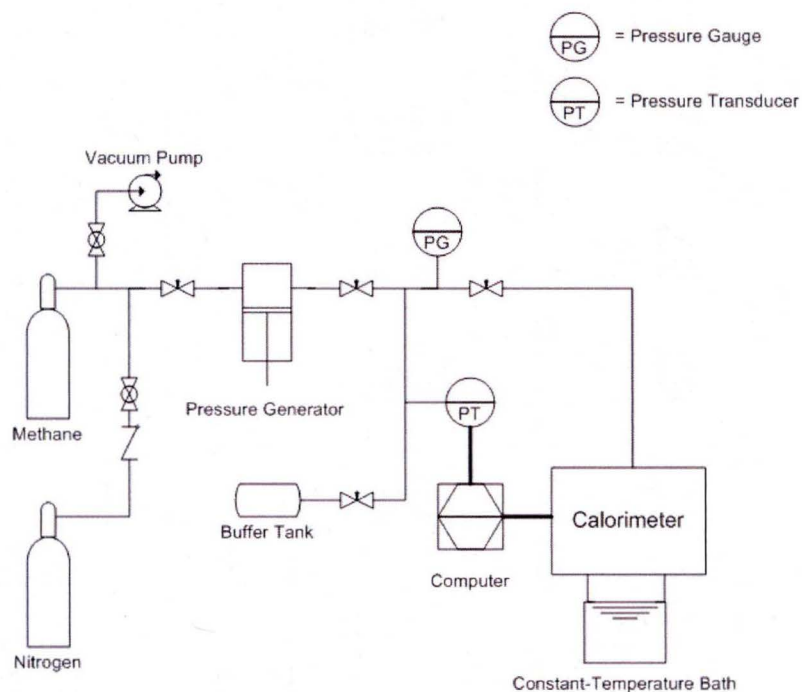 PG = Pressure Gauge
PT = Pressure Transducer
Vacuum Pump
PG
Methane
Pressure Generator
PT
Buffer Tank
Computer
Calorimeter
Nitrogen
Constant-Temperature Bath